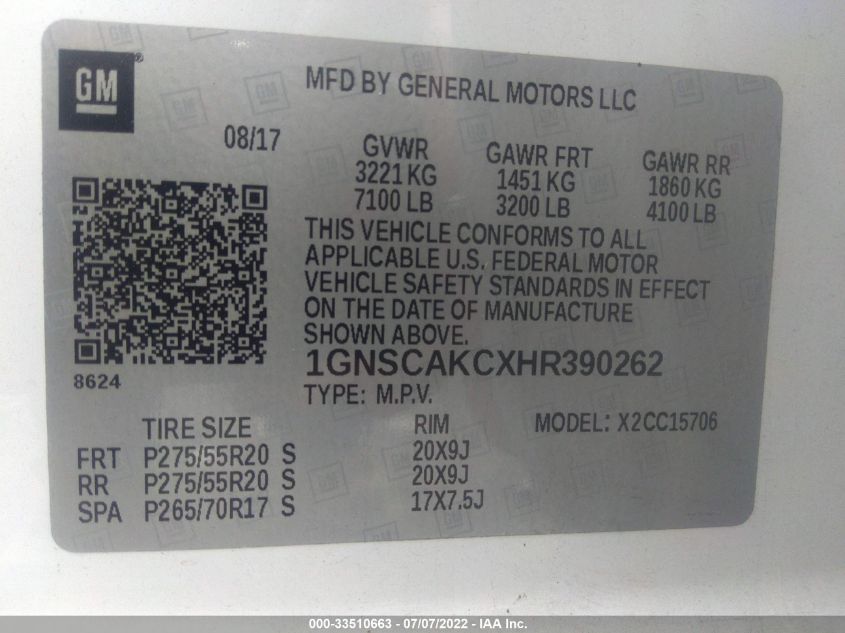 GM
MFD BY GENERAL MOTORS LLC
08/17
GVWR
3221 KG
7100 LB
GAWR FRT
1451 KG
3200 LB
GAWR RR
1860 KG
4100 LB
THIS VEHICLE CONFORMS TO ALL
APPLICABLE U.S. FEDERAL MOTOR
VEHICLE SAFETY STANDARDS IN EFFECT
ON THE DATE OF MANUFACTURE
SHOWN ABOVE.
1GNSCAKCXHR390262
8624
TYPE: M.P.V.
TIRE SIZE RIM MODEL: X2CC15706
FRT P275/55R20 S 20X9J
RR P275/55R20 S 20X9J
SPA P265/70R17 S 17X7.5J
000-33510663 - 07/07/2022 - IAA Inc.